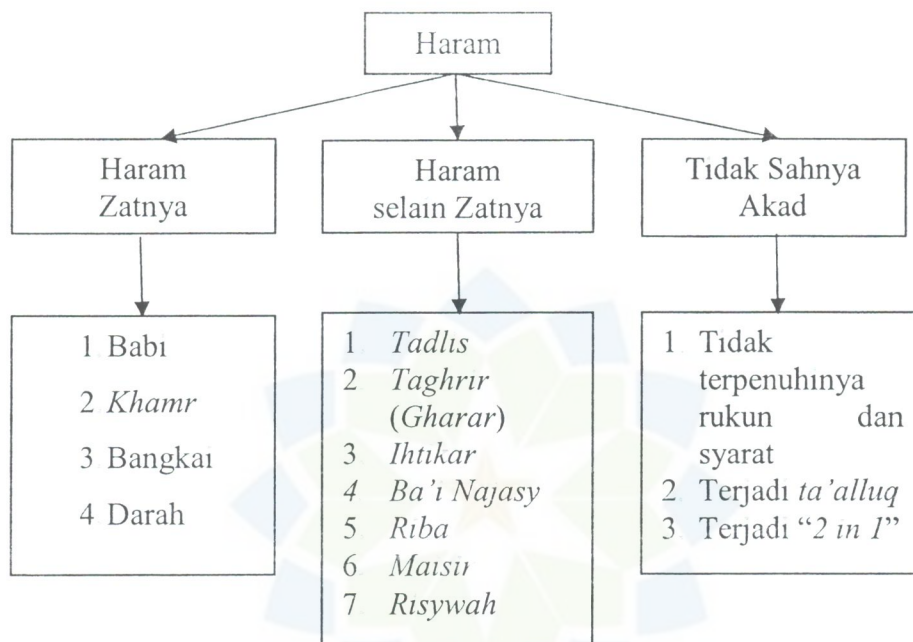 Haram
Haram
Zatnya
Haram
selain Zatnya
Tidak Sahnya
Akad
1. Babi
2. Khamr
3. Bangkai
4. Darah
1. Tadlis
2. Taghrir
(Gharar)
3. Ihtikar
4. Ba'i Najasy
5. Riba
6. Maisir
7. Risywah
1. Tidak
terpenuhinya
rukun dan
syarat
2. Terjadi ta'alluq
3. Terjadi “2 in 1”